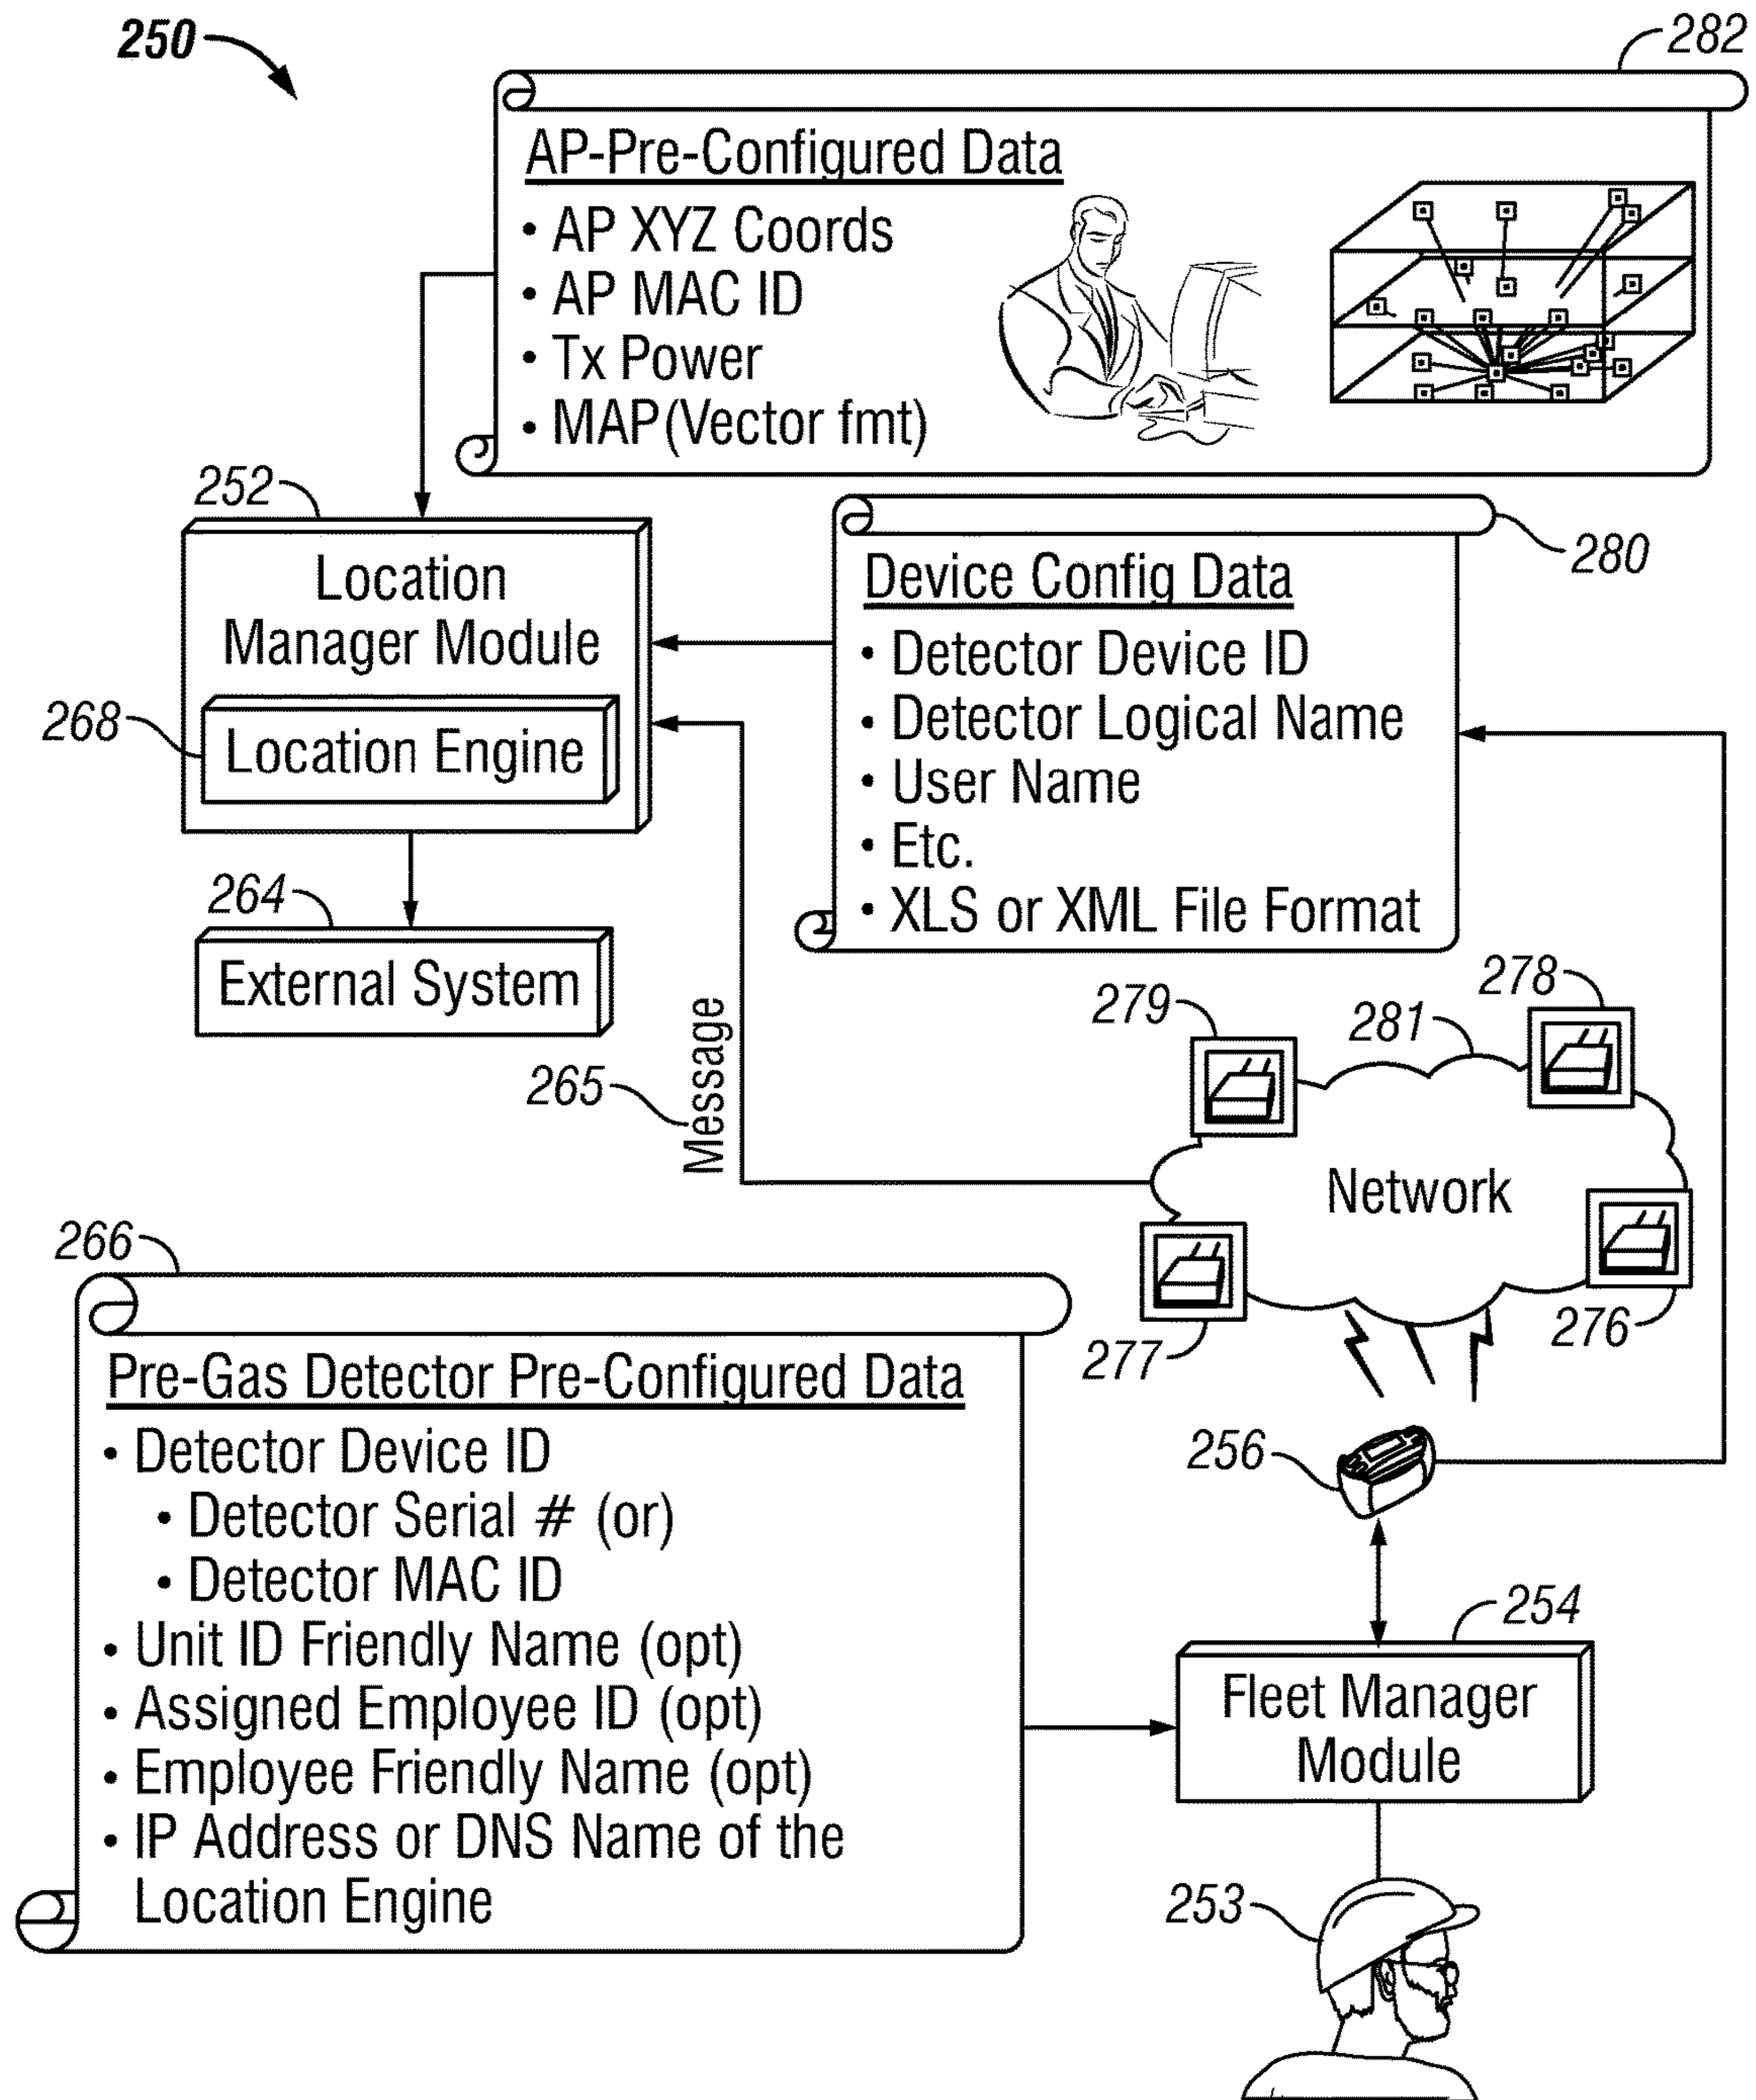 250
282
AP-Pre-Configured Data
• AP XYZ Coords
• AP MAC ID
• Tx Power
• MAP(Vector fmt)
252
Location
Manager Module
268
Location Engine
280
Device Config Data
• Detector Device ID
• Detector Logical Name
• User Name
• Etc.
• XLS or XML File Format
264
External System
265
Message
279
281
278
Network
277
276
266
Pre-Gas Detector Pre-Configured Data
• Detector Device ID
• Detector Serial # (or)
• Detector MAC ID
• Unit ID Friendly Name (opt)
• Assigned Employee ID (opt)
• Employee Friendly Name (opt)
• IP Address or DNS Name of the
Location Engine
256
254
Fleet Manager
Module
253